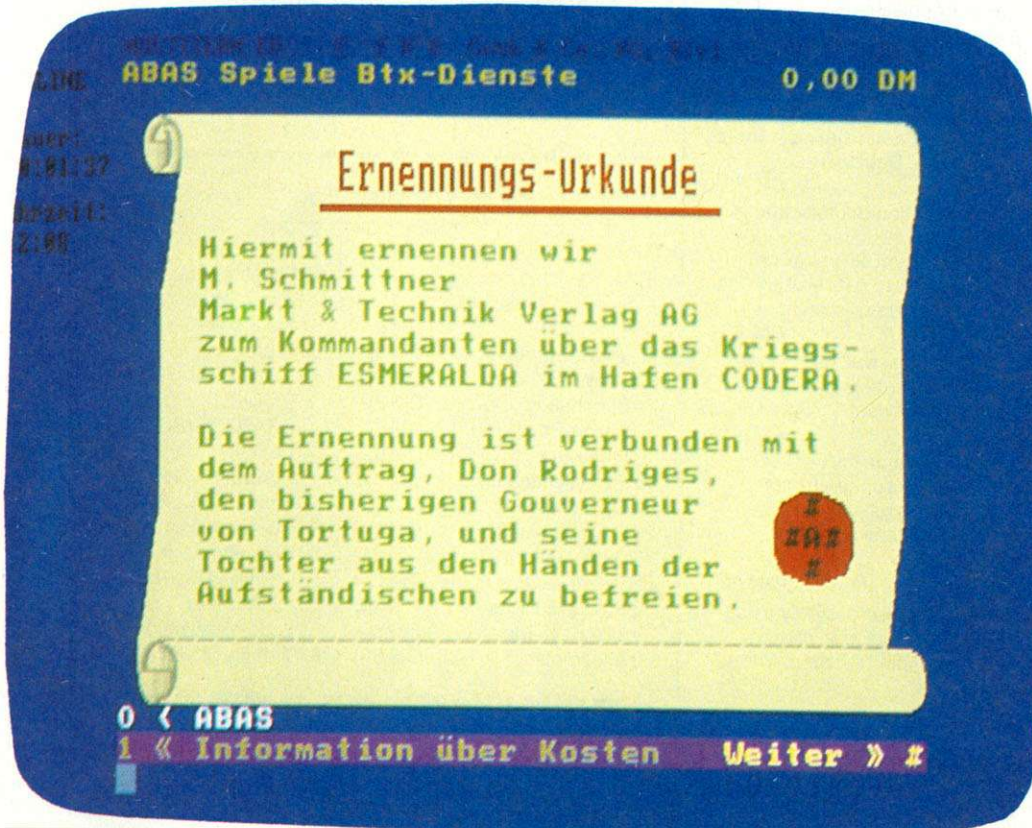 ABAS Spiele Btx-Dienste 0,00 DM
Ernennungs-Urkunde
Hiermit ernennen wir
M. Schmittner
Markt & Technik Verlag AG
zum Kommandanten über das Kriegs-
schiff ESMERALDA im Hafen CODERA.
Die Ernennung ist verbunden mit
dem Auftrag, Don Rodriges,
den bisherigen Gouverneur
von Tortuga, und seine
Tochter aus den Händen der
Aufständischen zu befreien.
#
#A#
#
0 < ABAS
1 « Information über Kosten Weiter » #